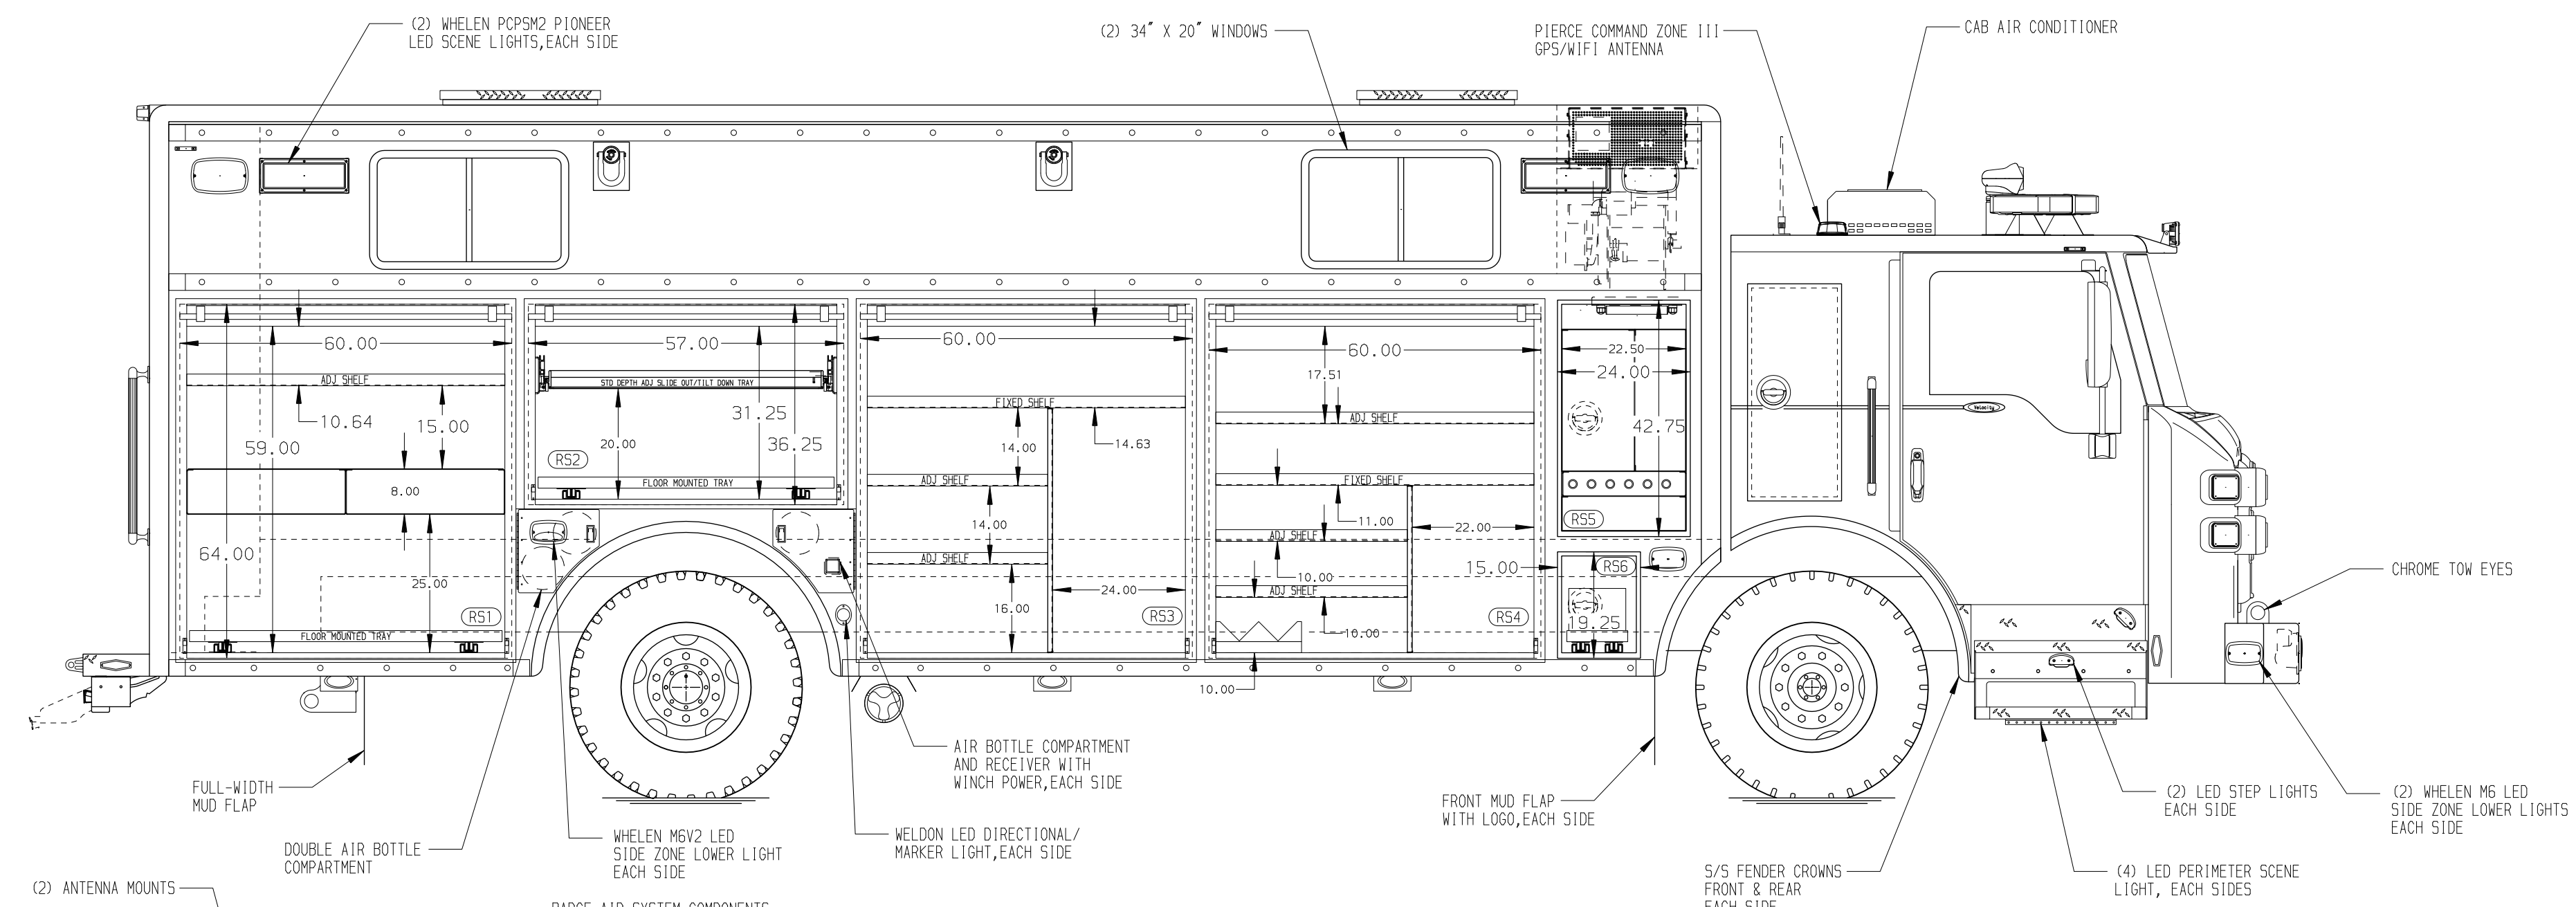 (2) WHELEN PCPSM2 PIONEER
LED SCENE LIGHTS,EACH SIDE
(2) 34" X 20" WINDOWS
PIERCE COMMAND ZONE III
GPS/WIFI ANTENNA
CAB AIR CONDITIONER
60.00
ADJ SHELF
10.64
15.00
59.00
8.00
64.00
25.00
RS1
FLOOR MOUNTED TRAY
57.00
STD DEPTH ADJ SLIDE OUT/TILT DOWN TRAY
31.25
36.25
20.00
RS2
FLOOR MOUNTED TRAY
60.00
FIXED SHELF
14.63
14.00
ADJ SHELF
14.00
ADJ SHELF
24.00
16.00
RS3
60.00
17.51
ADJ SHELF
FIXED SHELF
11.00
22.00
ADJ SHELF
10.00
ADJ SHELF
10.00
RS4
10.00
22.50
24.00
42.75
RS5
15.00
RS6
19.25
Velocity
CHROME TOW EYES
FULL-WIDTH
MUD FLAP
DOUBLE AIR BOTTLE
COMPARTMENT
WHELEN M6V2 LED
SIDE ZONE LOWER LIGHT
EACH SIDE
AIR BOTTLE COMPARTMENT
AND RECEIVER WITH
WINCH POWER,EACH SIDE
WELDON LED DIRECTIONAL/
MARKER LIGHT,EACH SIDE
FRONT MUD FLAP
WITH LOGO,EACH SIDE
(2) LED STEP LIGHTS
EACH SIDE
(2) WHELEN M6 LED
SIDE ZONE LOWER LIGHTS
EACH SIDE
S/S FENDER CROWNS
FRONT & REAR
EACH SIDE
(4) LED PERIMETER SCENE
LIGHT, EACH SIDES
(2) ANTENNA MOUNTS
AIR SYSTEM COMPONENTS